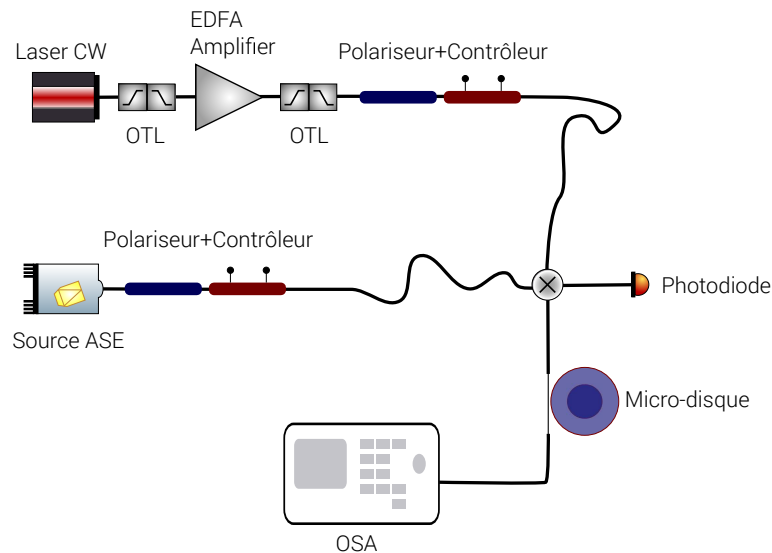 EDFA
Amplifier
Laser CW
Polariseur+Contrôleur
OTL
OTL
Polariseur+Contrôleur
Photodiode
Source ASE
Micro-disque
OSA